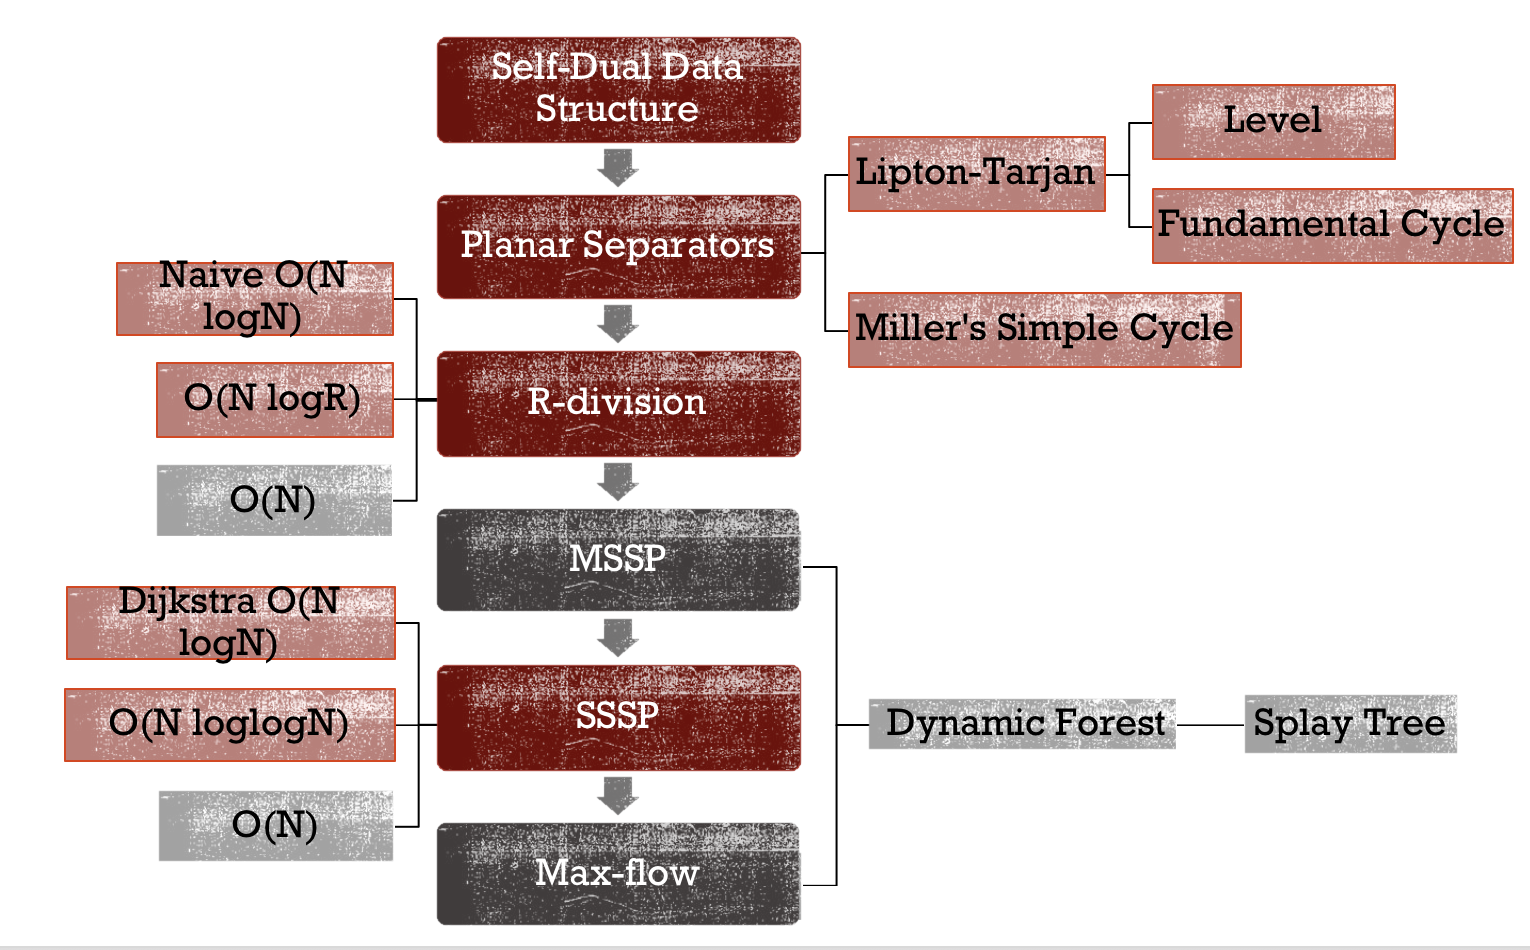 Self-Dual Data
Structure
Level
Lipton-Tarjan
Fundamental Cycle
Planar Separators
Miller's Simple Cycle
Naive O(N
logN)
O(N logR)
R-division
O(N)
MSSP
Dijkstra O(N
logN)
O(N loglogN)
SSSP
Dynamic Forest
Splay Tree
O(N)
Max-flow